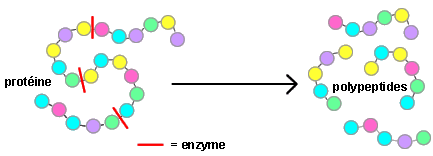 protéine
polypeptides
= enzyme